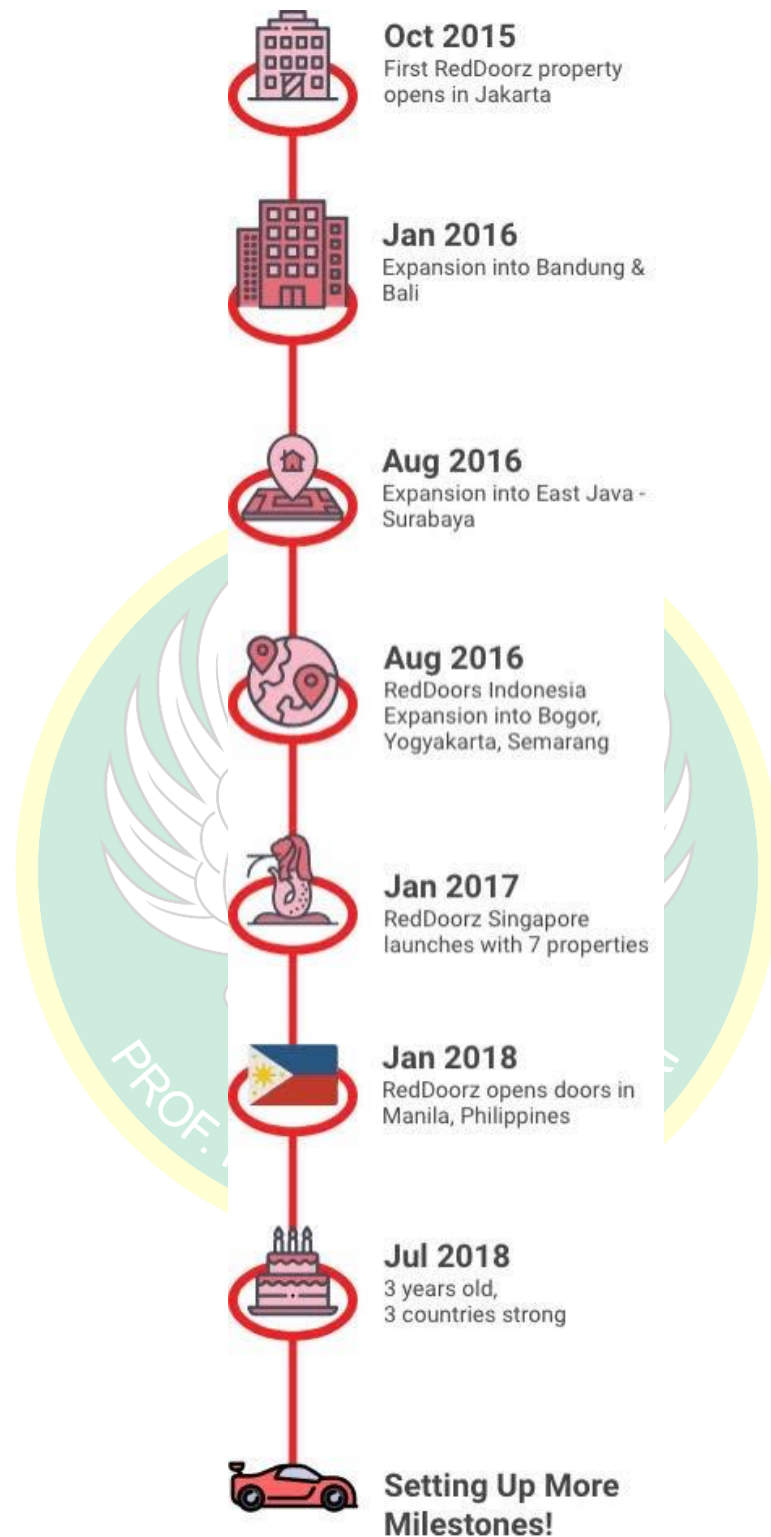 Oct 2015
First RedDoorz property
opens in Jakarta
Jan 2016
Expansion into Bandung &
Bali
Aug 2016
Expansion into East Java -
Surabaya
Aug 2016
RedDoors Indonesia
Expansion into Bogor,
Yogyakarta, Semarang
Jan 2017
RedDoorz Singapore
launches with 7 properties
Jan 2018
RedDoorz opens doors in
Manila, Philippines
Jul 2018
3 years old,
3 countries strong
Setting Up More
Milestones!
PROF.